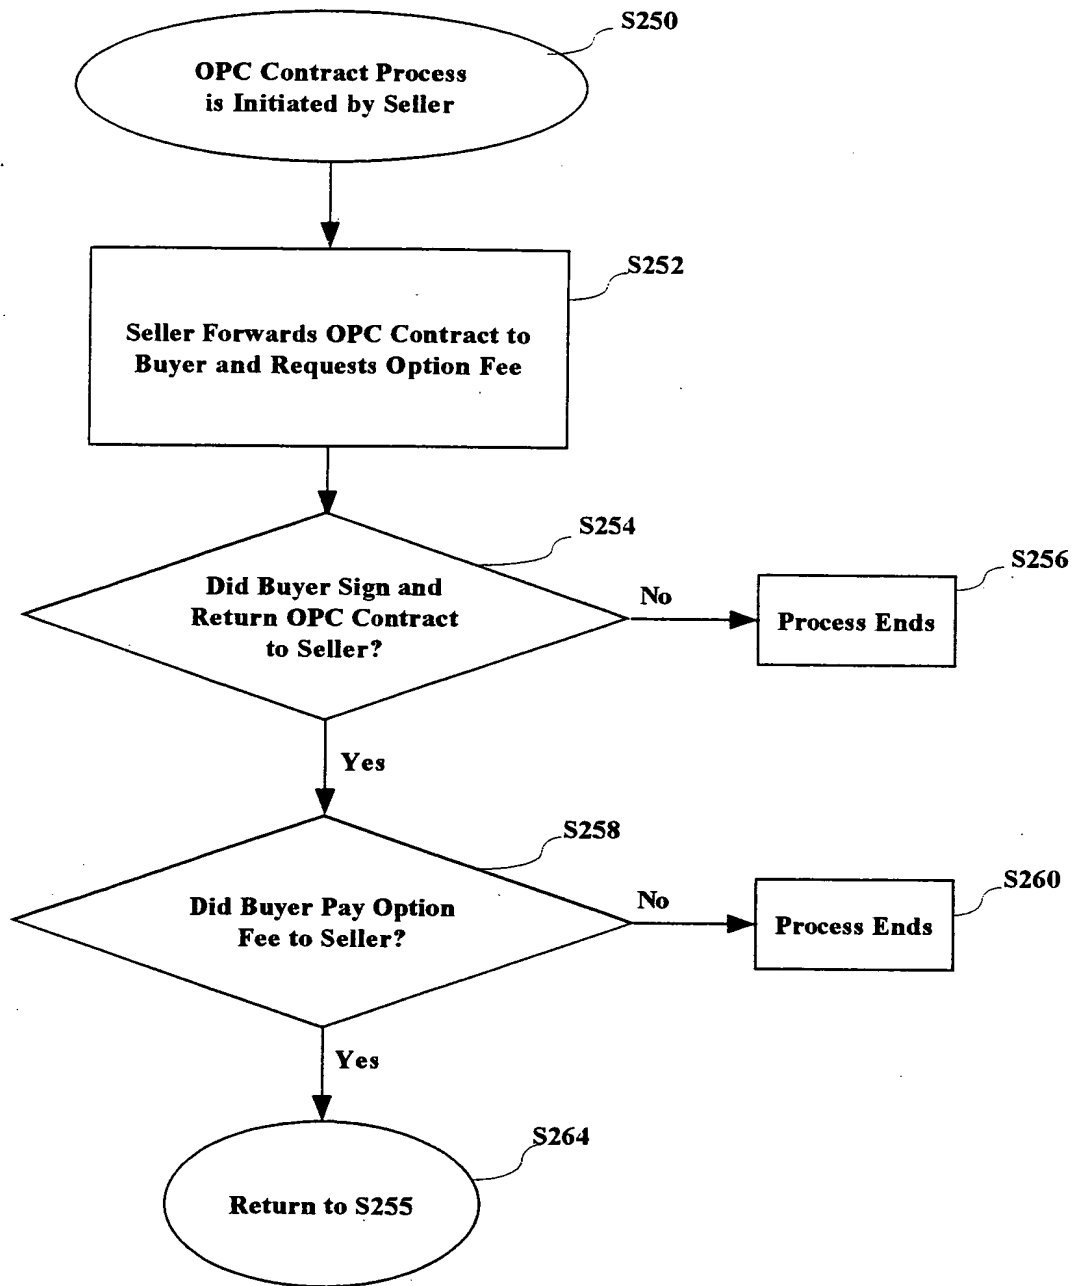 S250
OPC Contract Process
is Initiated by Seller
S252
Seller Forwards OPC Contract to
Buyer and Requests Option Fee
S254
Did Buyer Sign and
Return OPC Contract
to Seller?
No
S256
Process Ends
Yes
S258
Did Buyer Pay Option
Fee to Seller?
No
S260
Process Ends
Yes
S264
Return to S255